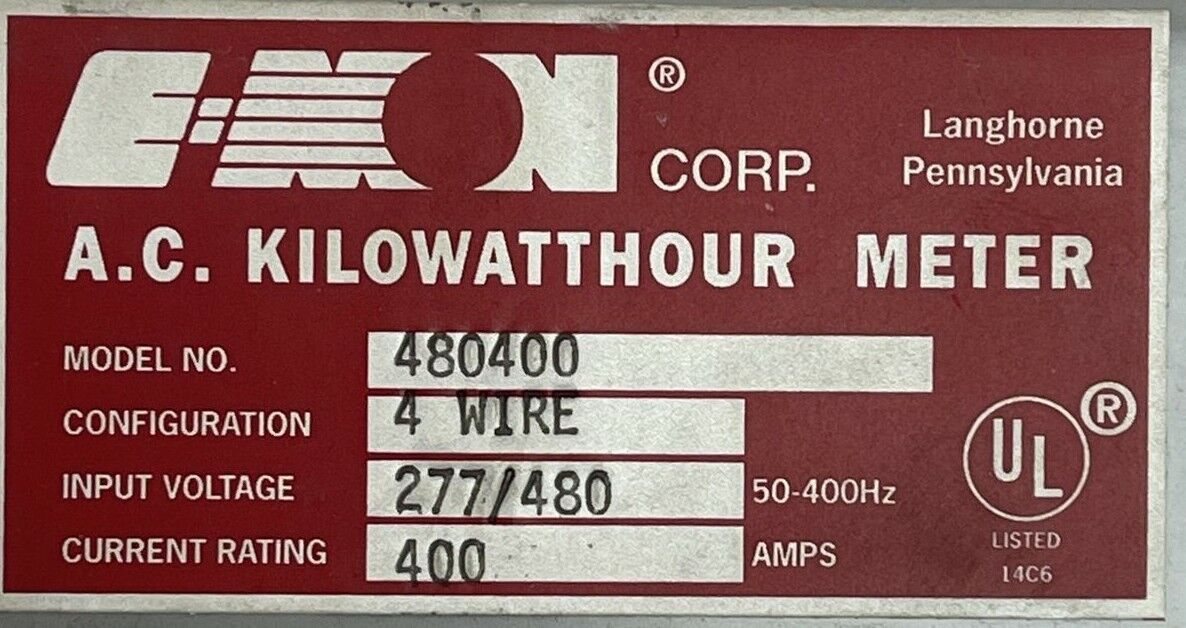 E-MON ®
CORP.
Langhorne
Pennsylvania
A.C. KILOWATTHOUR METER
MODEL NO. 480400
CONFIGURATION 4 WIRE
INPUT VOLTAGE 277/480 50-400Hz
CURRENT RATING 400 AMPS
UL ®
LISTED
14C6